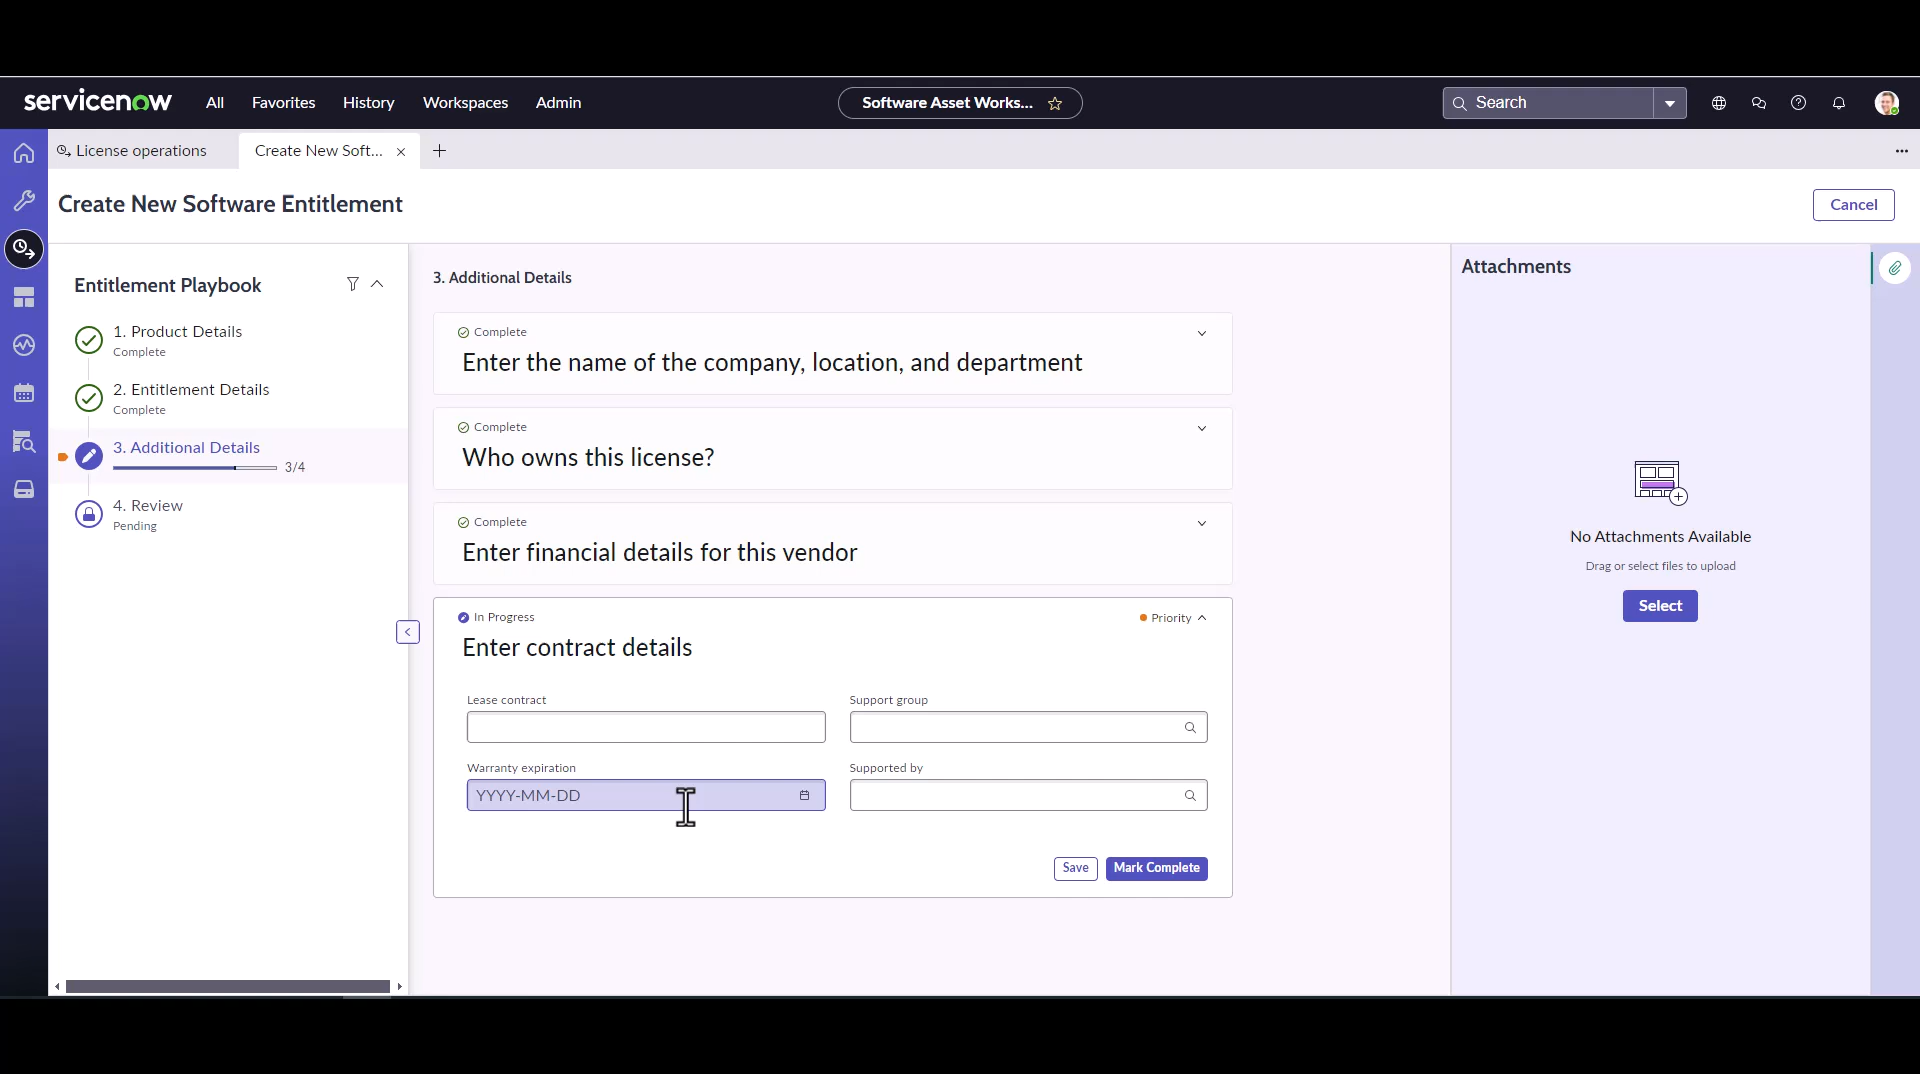 servicenow
All
Favorites
History
Workspaces
Admin
Software Asset Works...
Search
License operations
Create New Soft...
Create New Software Entitlement
Cancel
Entitlement Playbook
1. Product Details
Complete
2. Entitlement Details
Complete
3. Additional Details
3/4
4. Review
Pending
3. Additional Details
Complete
Enter the name of the company, location, and department
Complete
Who owns this license?
Complete
Enter financial details for this vendor
In Progress
Priority
Enter contract details
Lease contract
Support group
Warranty expiration
YYYY-MM-DD
Supported by
Save
Mark Complete
Attachments
No Attachments Available
Drag or select files to upload
Select